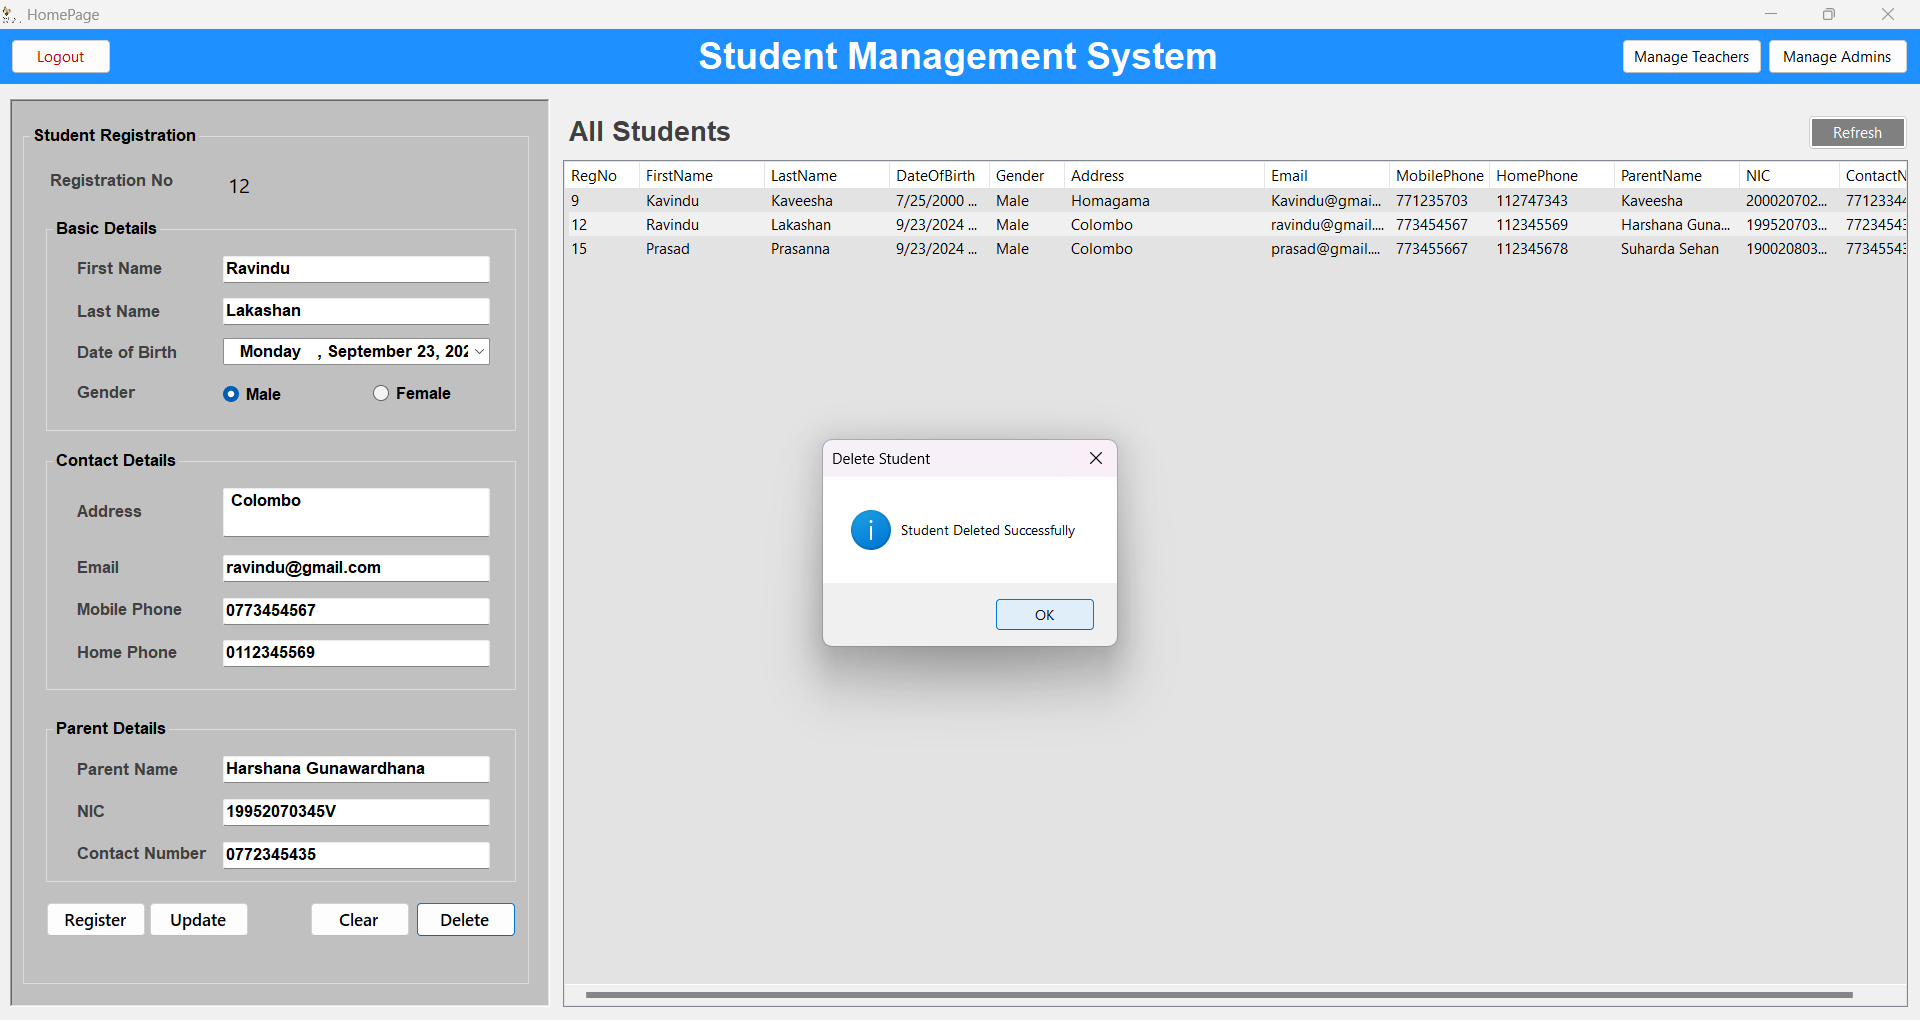 HomePage
Logout
Student Management System
Manage Teachers
Manage Admins
Student Registration
Registration No 12
Basic Details
First Name Ravindu
Last Name Lakashan
Date of Birth Monday , September 23, 202
Gender Male Female
Contact Details
Address Colombo
Email ravindu@gmail.com
Mobile Phone 0773454567
Home Phone 0112345569
Parent Details
Parent Name Harshana Gunawardhana
NIC 19952070345V
Contact Number 0772345435
Register Update Clear Delete
All Students
Refresh
RegNo FirstName LastName DateOfBirth Gender Address Email MobilePhone HomePhone ParentName NIC ContactN
9 Kavindu Kaveesha 7/25/2000 ... Male Homagama Kavindu@gmai... 771235703 112747343 Kaveesha 200020702... 7712334
12 Ravindu Lakashan 9/23/2024 ... Male Colombo ravindu@gmail.... 773454567 112345569 Harshana Guna... 199520703... 7723454
15 Prasad Prasanna 9/23/2024 ... Male Colombo prasad@gmail.... 773455667 112345678 Suharda Sehan 190020803... 7734554
Delete Student
Student Deleted Successfully
OK